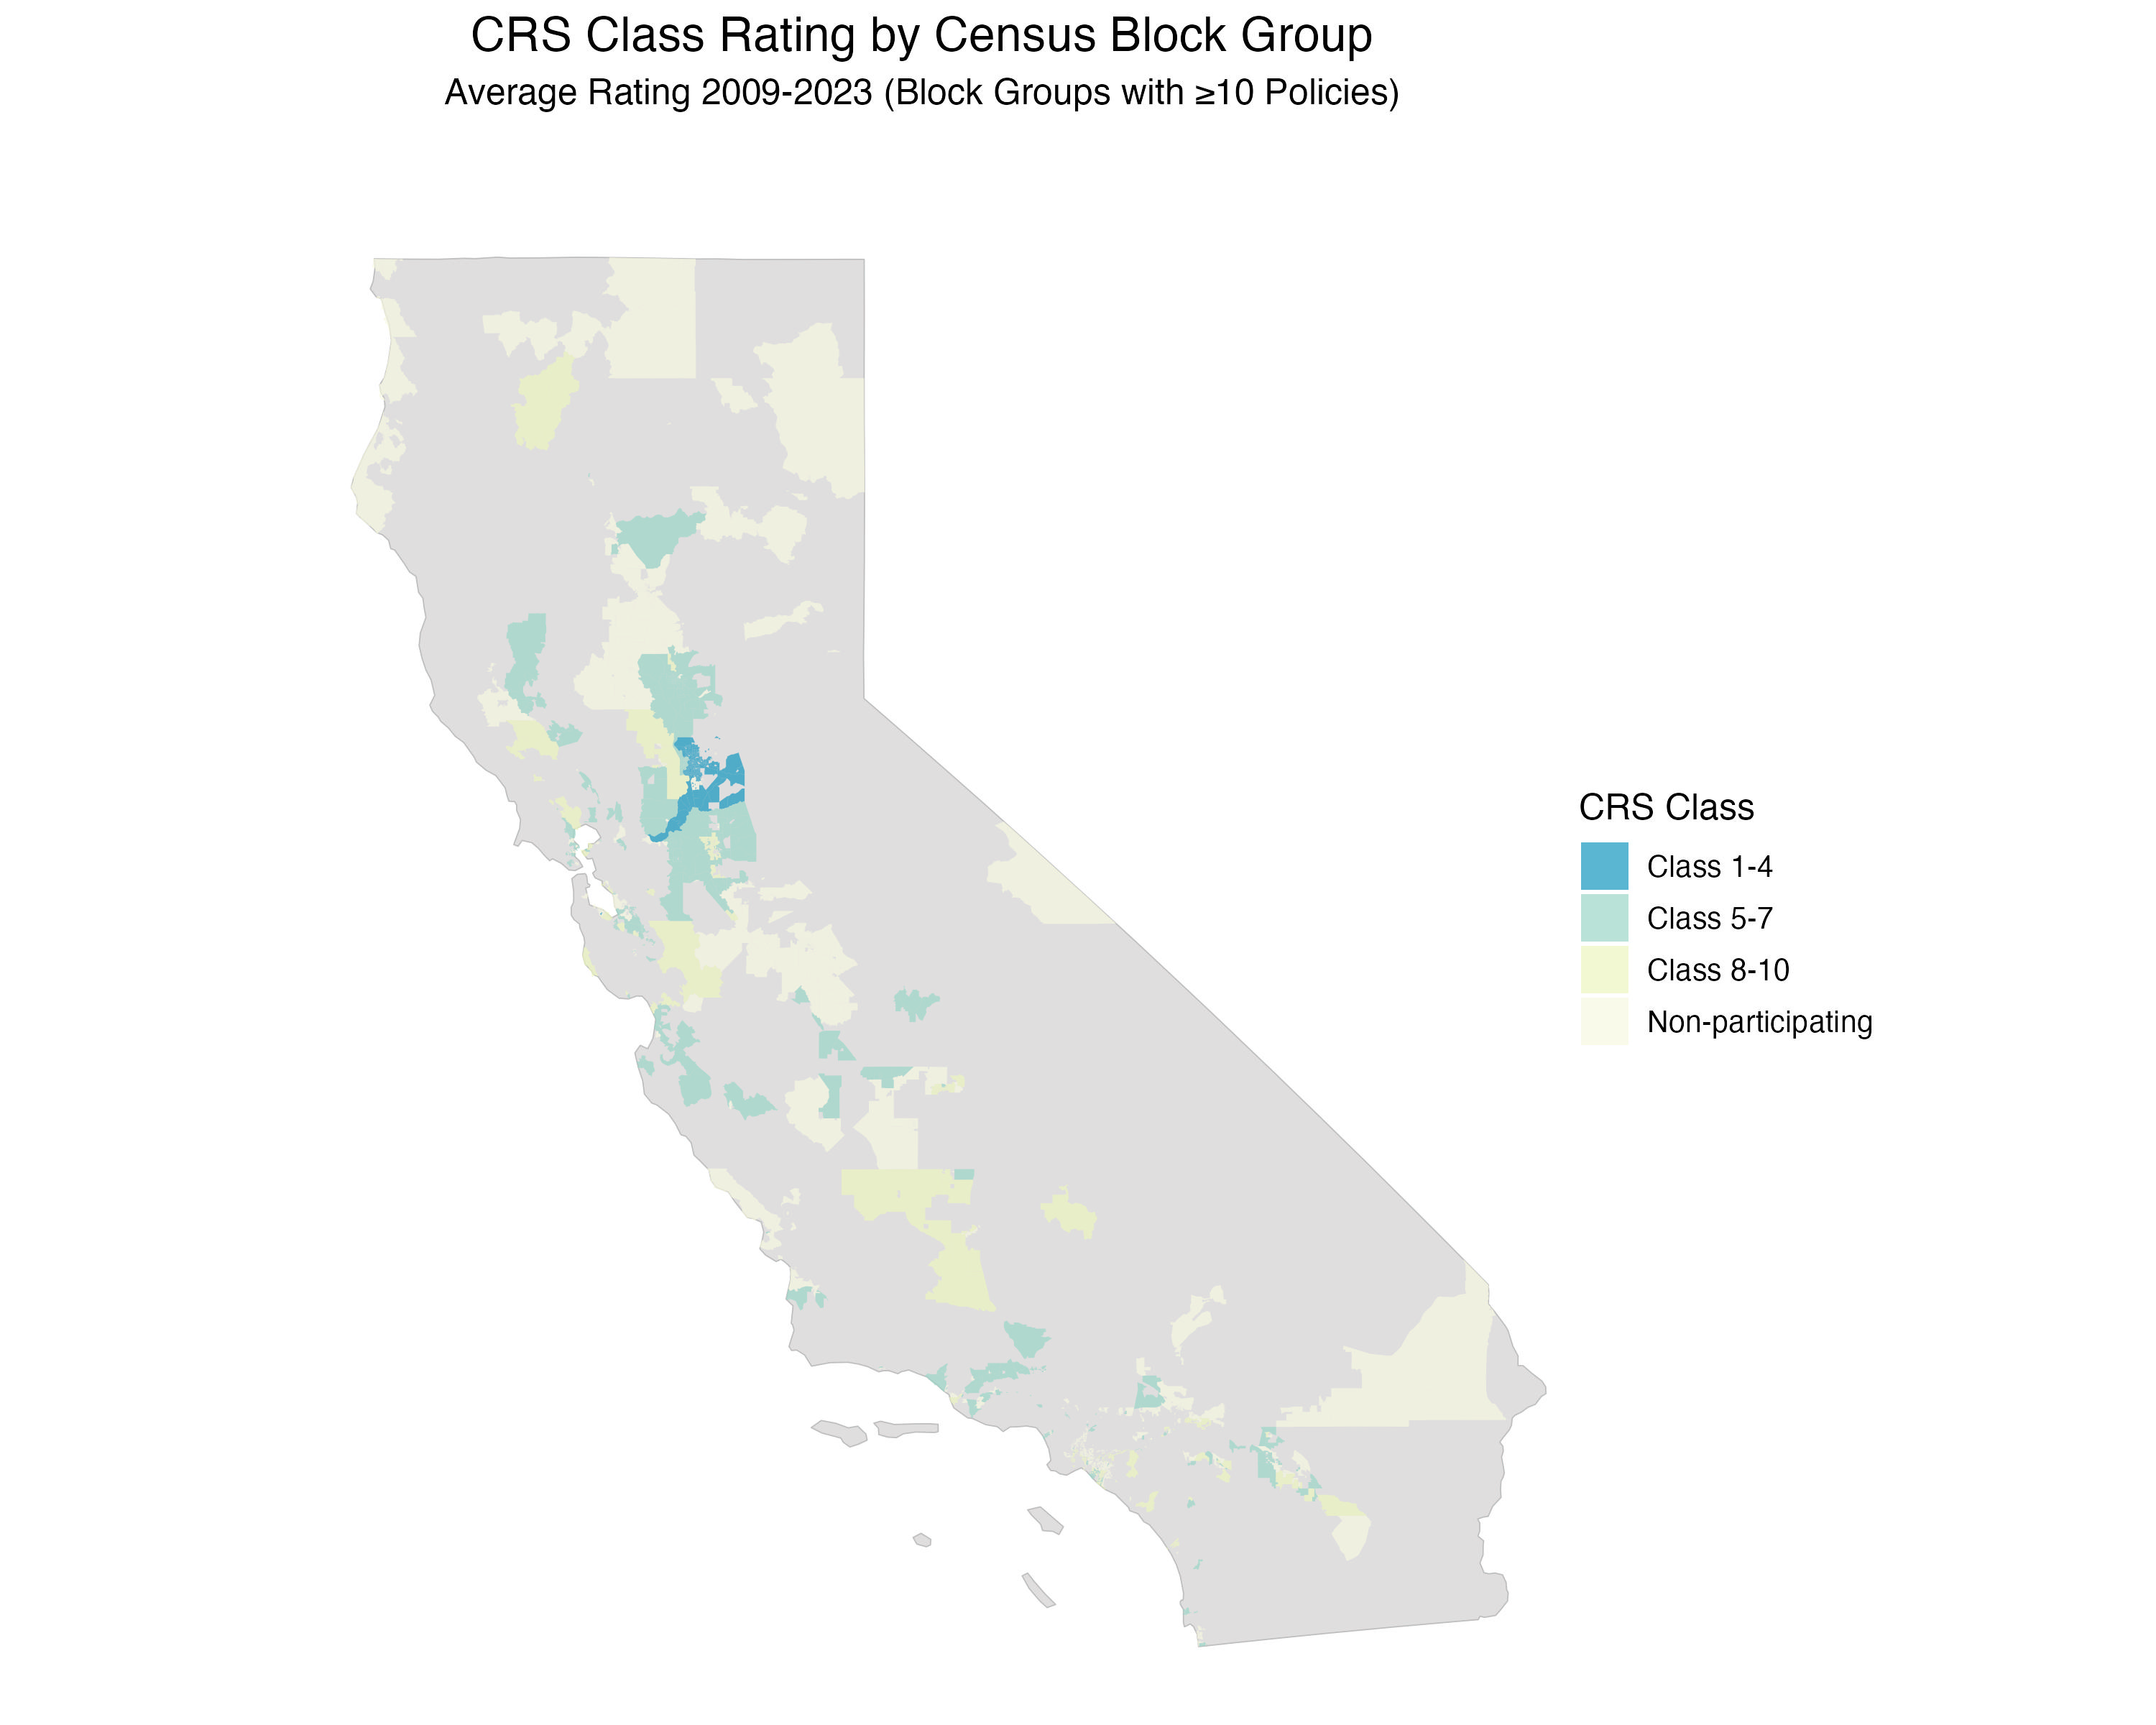 CRS Class Rating by Census Block Group
Average Rating 2009-2023 (Block Groups with ≥10 Policies)
CRS Class
Class 1-4
Class 5-7
Class 8-10
Non-participating